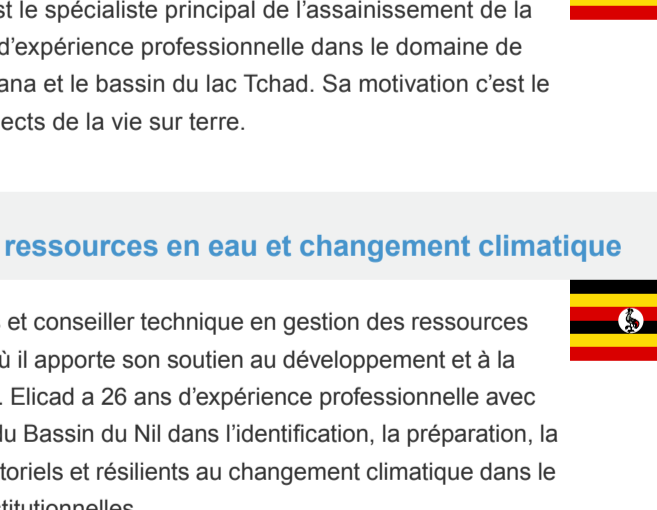 st le spécialiste principal de l’assainissement de la
d’expérience professionnelle dans le domaine de
ana et le bassin du lac Tchad. Sa motivation c’est le
ects de la vie sur terre.
ressources en eau et changement climatique
et conseiller technique en gestion des ressources
ù il apporte son soutien au développement et à la
. Elicad a 26 ans d’expérience professionnelle avec
du Bassin du Nil dans l’identification, la préparation, la
toriels et résilients au changement climatique dans le
stitutionnelles